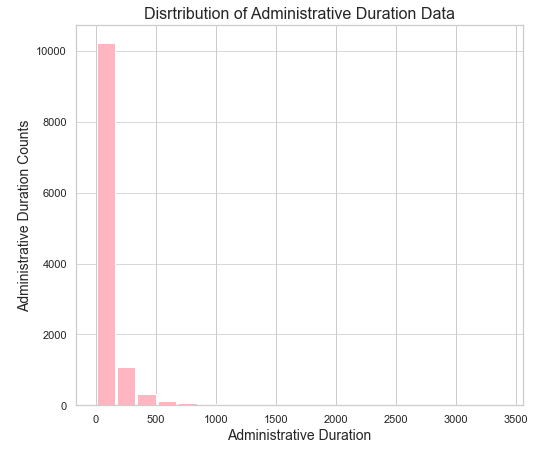 Disrtribution of Administrative Duration Data
10000
8000
6000
4000
2000
0
Administrative Duration Counts
0 500 1000 1500 2000 2500 3000 3500
Administrative Duration